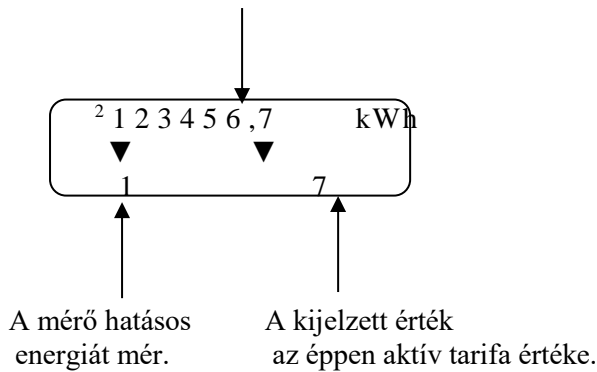 ² 1 2 3 4 5 6 , 7 kWh
▼ ▼
1 7
A mérő hatásos
energiát mér.
A kijelzett érték
az éppen aktív tarifa értéke.